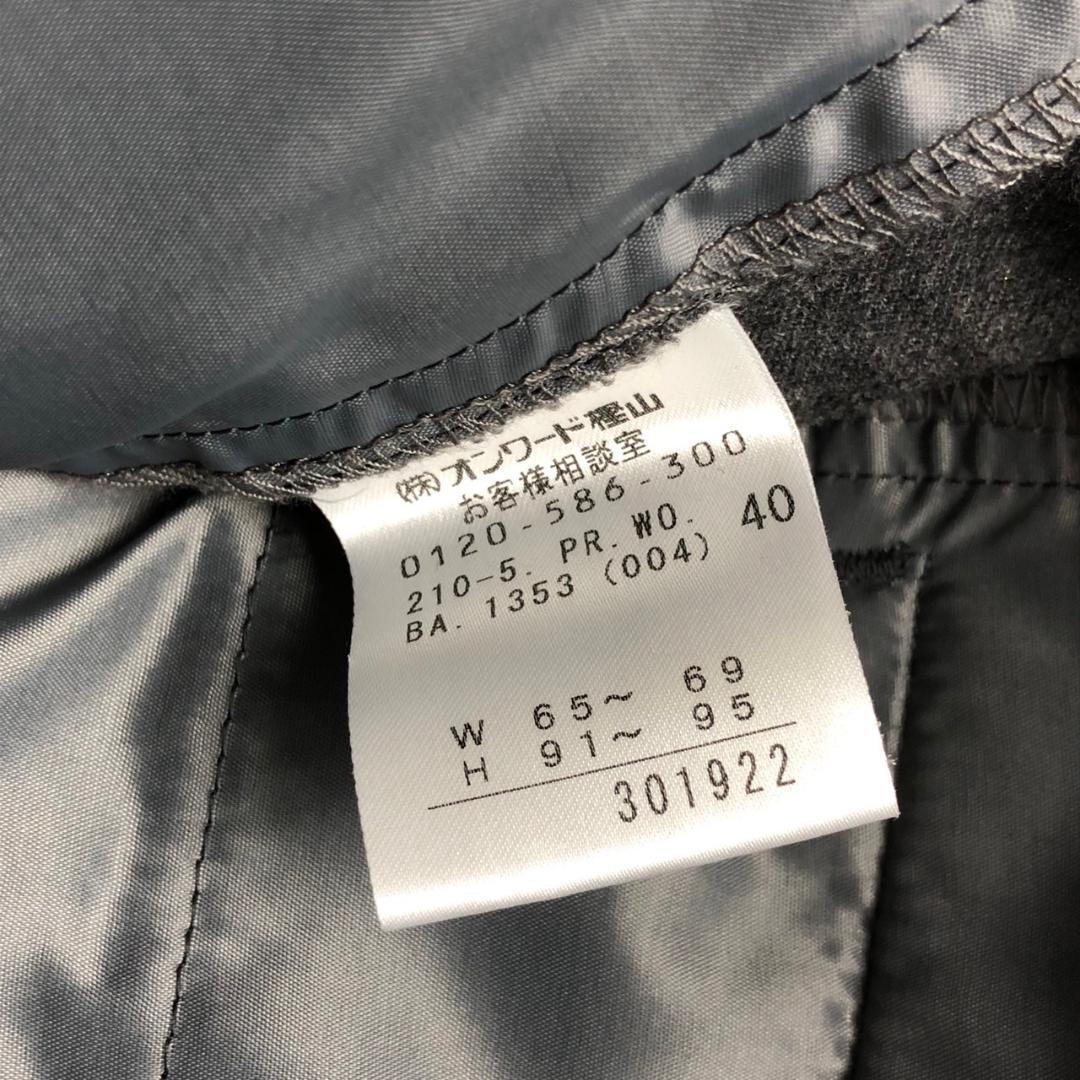 (株)オンワード樫山
お客様相談室
0120-586-300
210-5. PR. WO. 40
BA. 1353 (004)
W 65~ 69
H 91~ 95
301922